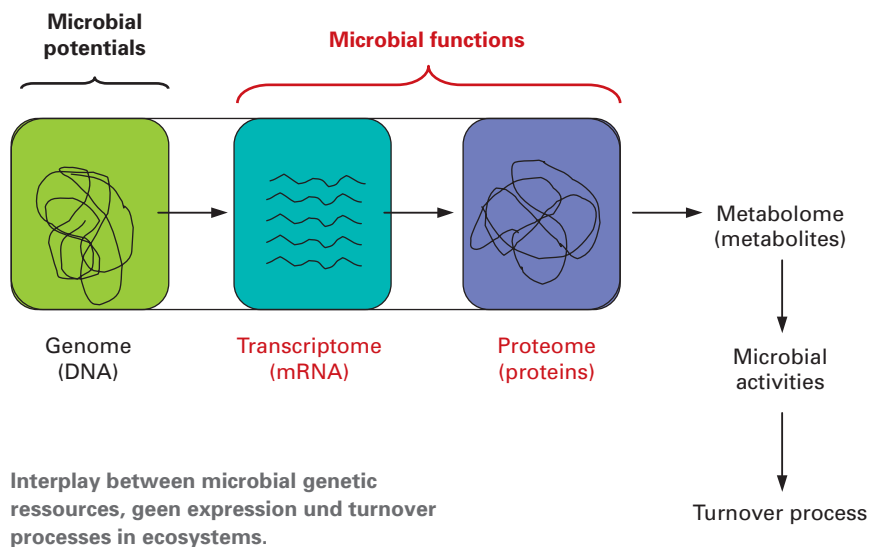 Microbial
potentials
Microbial functions
Genome
(DNA)
Transcriptome
(mRNA)
Proteome
(proteins)
Metabolome
(metabolites)
Microbial
activities
Turnover process
Interplay between microbial genetic
ressources, geen expression und turnover
processes in ecosystems.